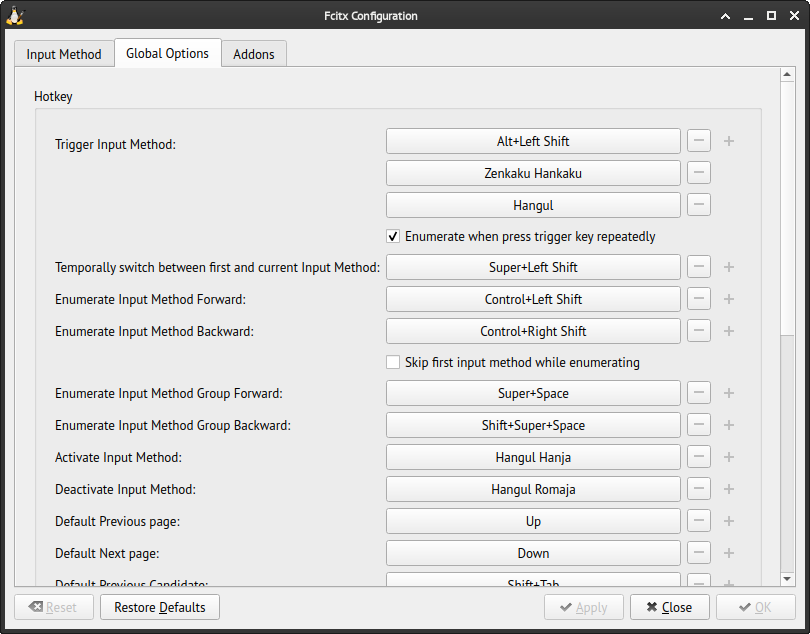 Fcitx Configuration
Input Method
Global Options
Addons
Hotkey
Trigger Input Method:
Alt+Left Shift
Zenkaku Hankaku
Hangul
Enumerate when press trigger key repeatedly
Temporally switch between first and current Input Method:
Super+Left Shift
Enumerate Input Method Forward:
Control+Left Shift
Enumerate Input Method Backward:
Control+Right Shift
Skip first input method while enumerating
Enumerate Input Method Group Forward:
Super+Space
Enumerate Input Method Group Backward:
Shift+Super+Space
Activate Input Method:
Hangul Hanja
Deactivate Input Method:
Hangul Romaja
Default Previous page:
Up
Default Next page:
Down
Default Previous Candidate:
Shift+Tab
Reset
Restore Defaults
Apply
Close
OK